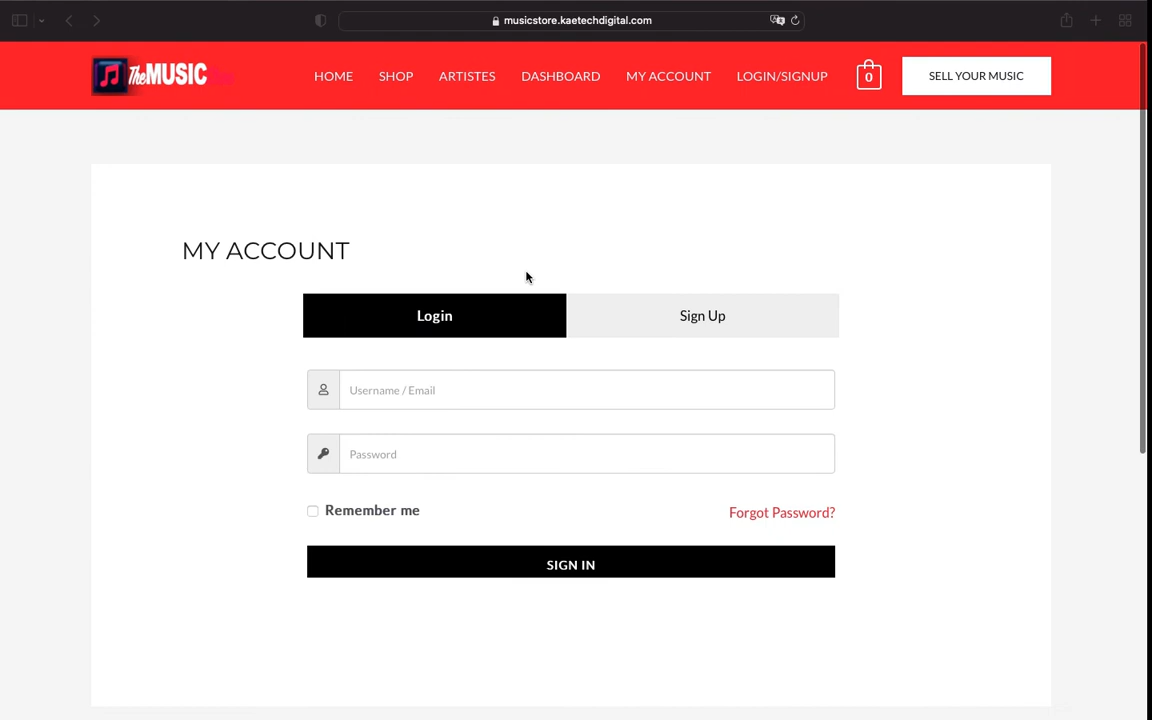 musicstore.kaetechdigital.com
TheMUSIC
HOME
SHOP
ARTISTES
DASHBOARD
MY ACCOUNT
LOGIN/SIGNUP
0
SELL YOUR MUSIC
MY ACCOUNT
Login
Sign Up
Username / Email
Password
Remember me
Forgot Password?
SIGN IN